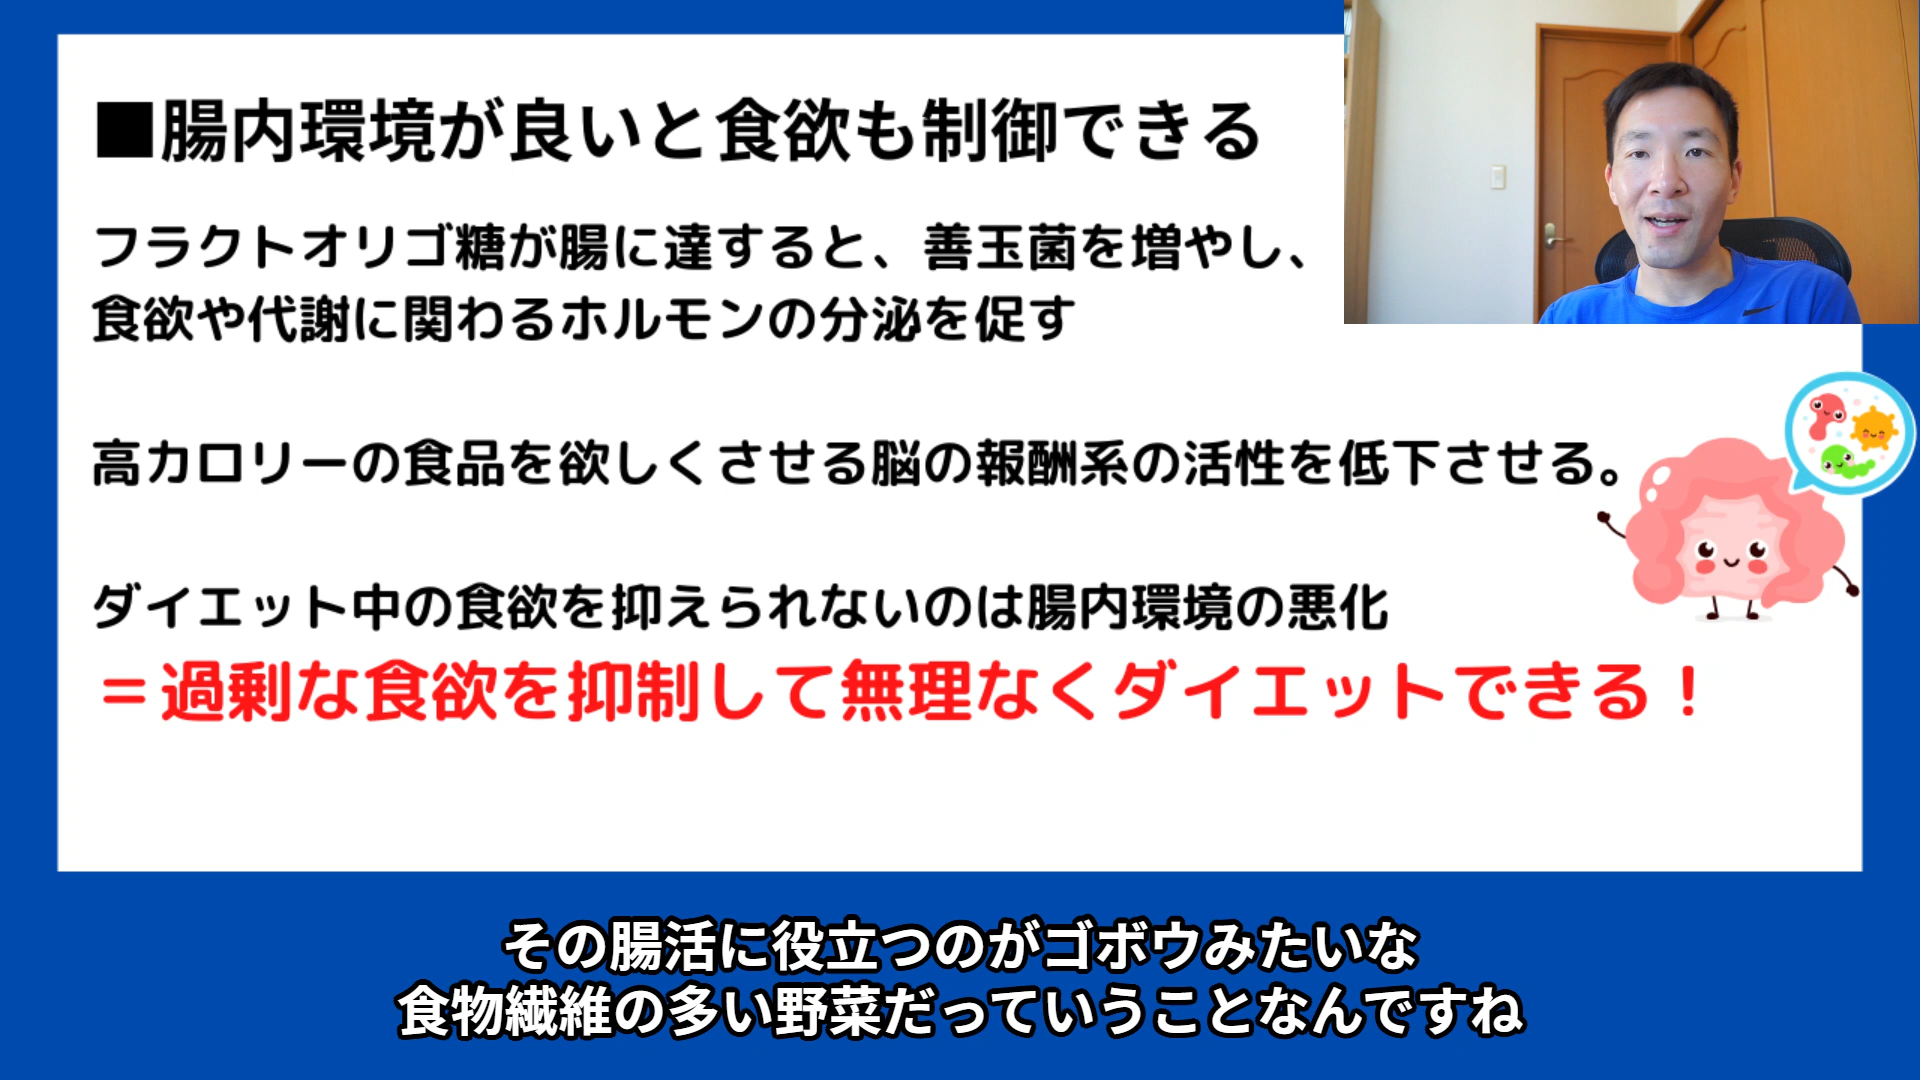 ■腸内環境が良いと食欲も制御できる
フラクトオリゴ糖が腸に達すると、善玉菌を増やし、
食欲や代謝に関わるホルモンの分泌を促す
高カロリーの食品を欲しくさせる脳の報酬系の活性を低下させる。
ダイエット中の食欲を抑えられないのは腸内環境の悪化
＝過剰な食欲を抑制して無理なくダイエットできる！
その腸活に役立つのがゴボウみたいな
食物繊維の多い野菜だっていうことなんですね